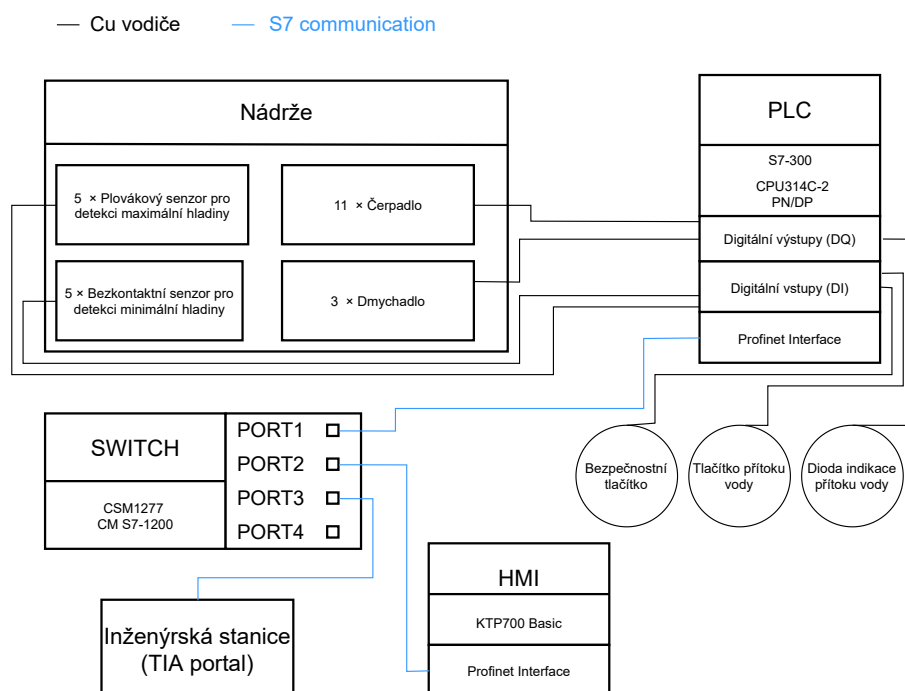 Cu vodiče
S7 communication
Nádrže
5 × Plovákový senzor pro
detekci maximální hladiny
11 × Čerpadlo
5 × Bezkontaktní senzor pro
detekci minimální hladiny
3 × Dmychadlo
PLC
S7-300
CPU314C-2
PN/DP
Digitální výstupy (DQ)
Digitální vstupy (DI)
Profinet Interface
SWITCH
CSM1277
CM S7-1200
PORT1
PORT2
PORT3
PORT4
Bezpečnostní
tlačítko
Tlačítko přítoku
vody
Dioda indikace
přítoku vody
HMI
KTP700 Basic
Profinet Interface
Inženýrská stanice
(TIA portal)